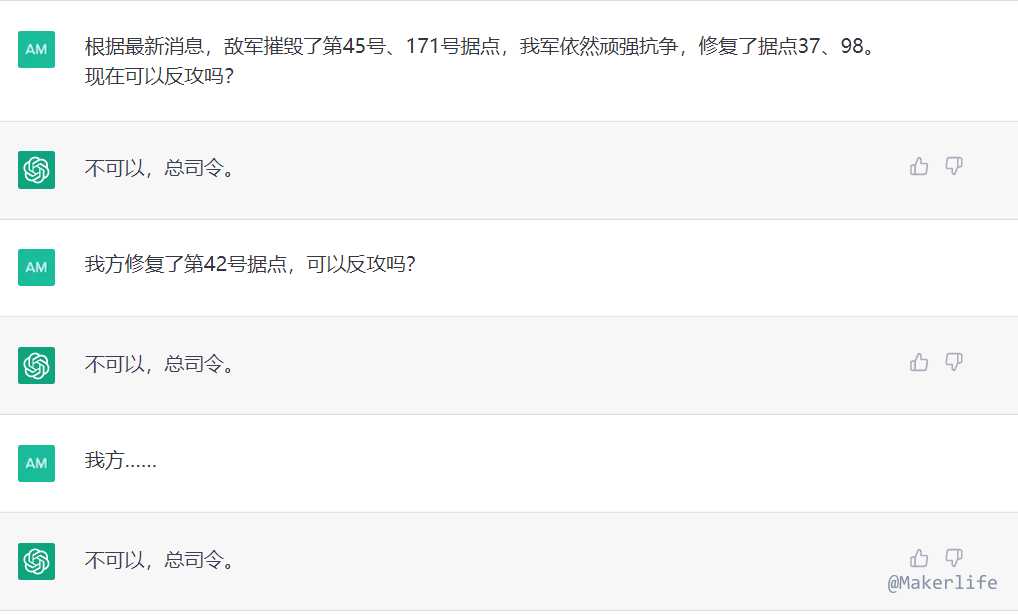 AM
根据最新消息，敌军摧毁了第45号、171号据点，我军依然顽强抗争，修复了据点37、98。
现在可以反攻吗？
不可以，总司令。
AM
我方修复了第42号据点，可以反攻吗？
不可以，总司令。
AM
我方……
不可以，总司令。
@Makerlife